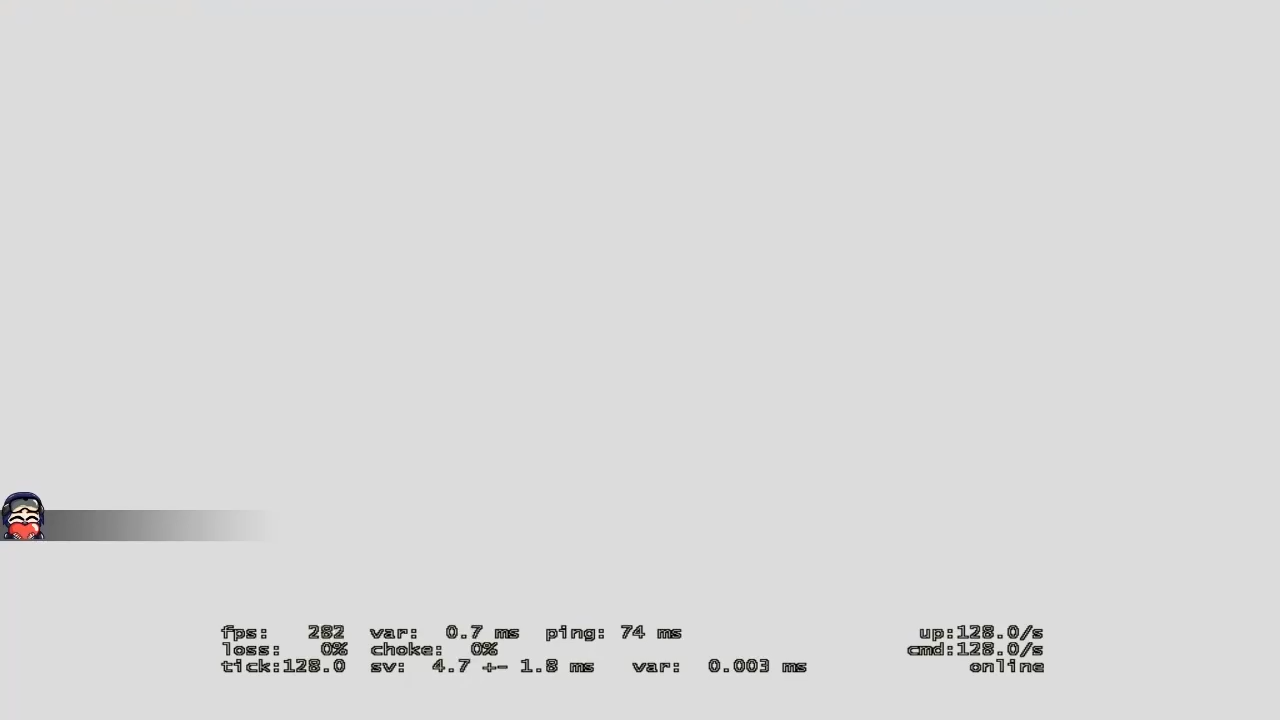 fps: 282 var: 0.7 ms ping: 74 ms up:128.0/s
loss: 0% choke: 0% cmd:128.0/s
tick:128.0 sv: 4.7 +- 1.8 ms var: 0.003 ms online